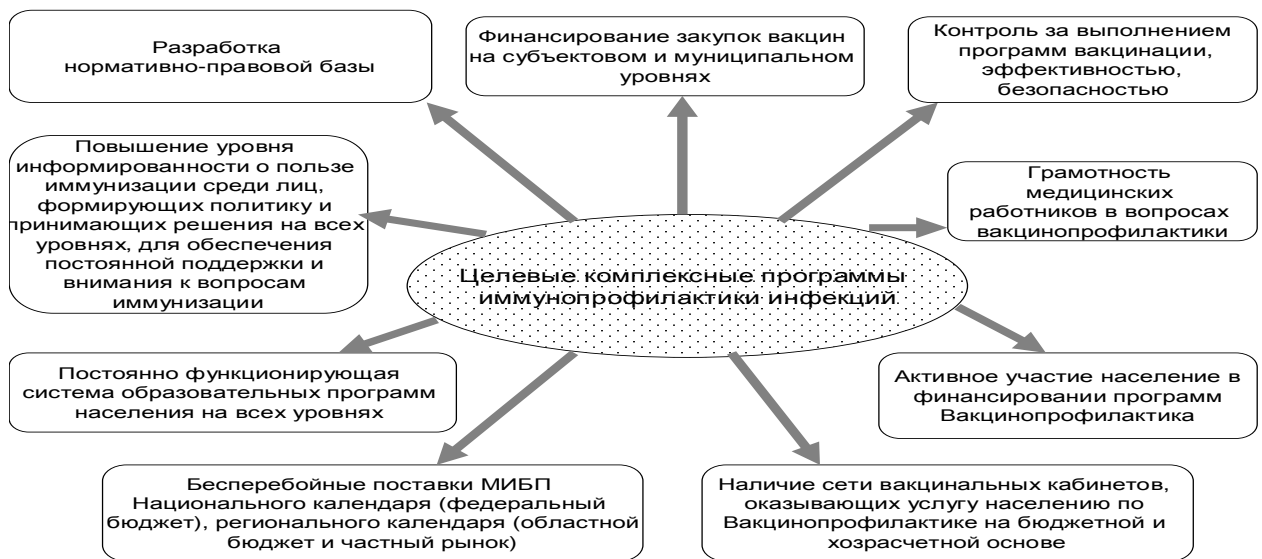 Разработка
нормативно-правовой базы
Финансирование закупок вакцин
на субъектовом и муниципальном
уровнях
Контроль за выполнением
программ вакцинации,
эффективностью,
безопасностью
Повышение уровня
информированности о пользе
иммунизации среди лиц,
формирующих политику и
принимающих решения на всех
уровнях, для обеспечения
постоянной поддержки и
внимания к вопросам
иммунизации
Грамотность
медицинских
работников в вопросах
вакцинопрофилактики
Целевые комплексные программы
иммунопрофилактики инфекций
Постоянно функционирующая
система образовательных программ
населения на всех уровнях
Активное участие население в
финансировании программ
Вакцинопрофилактика
Бесперебойные поставки МИБП
Национального календаря (федеральный
бюджет), регионального календаря (областной
бюджет и частный рынок)
Наличие сети вакцинальных кабинетов,
оказывающих услугу населению по
Вакцинопрофилактике на бюджетной и
хозрасчетной основе